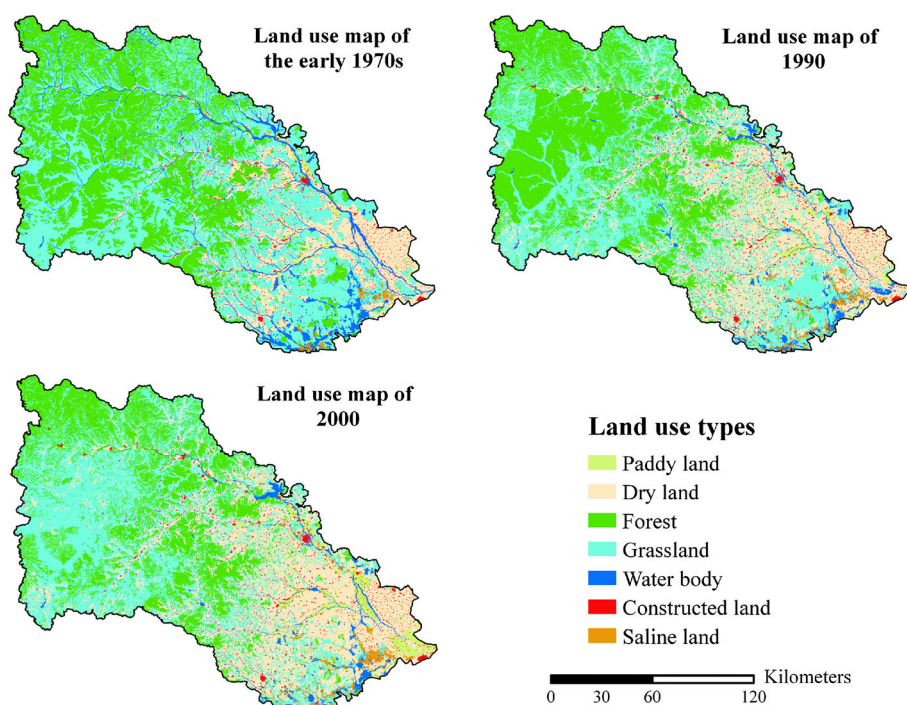 Land use map of
the early 1970s
Land use map of
1990
Land use map of
2000
Land use types
Paddy land
Dry land
Forest
Grassland
Water body
Constructed land
Saline land
Kilometers
0 30 60 120